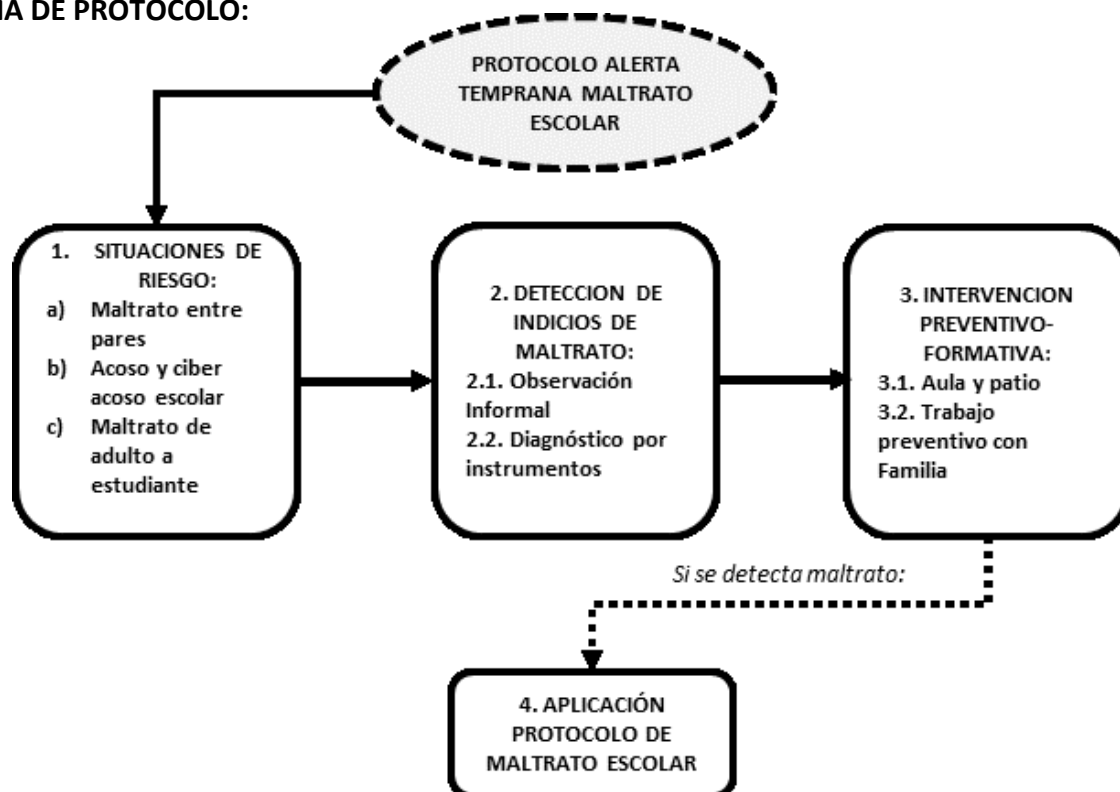 DE PROTOCOLO:
PROTOCOLO ALERTA
TEMPRANA MALTRATO
ESCOLAR
1. SITUACIONES DE
RIESGO:
a) Maltrato entre
pares
b) Acoso y ciber
acoso escolar
c) Maltrato de
adulto a
estudiante
2. DETECCION DE
INDICIOS DE
MALTRATO:
2.1. Observación
Informal
2.2. Diagnóstico por
instrumentos
3. INTERVENCION
PREVENTIVO-
FORMATIVA:
3.1. Aula y patio
3.2. Trabajo
preventivo con
Familia
Si se detecta maltrato:
4. APLICACIÓN
PROTOCOLO DE
MALTRATO ESCOLAR